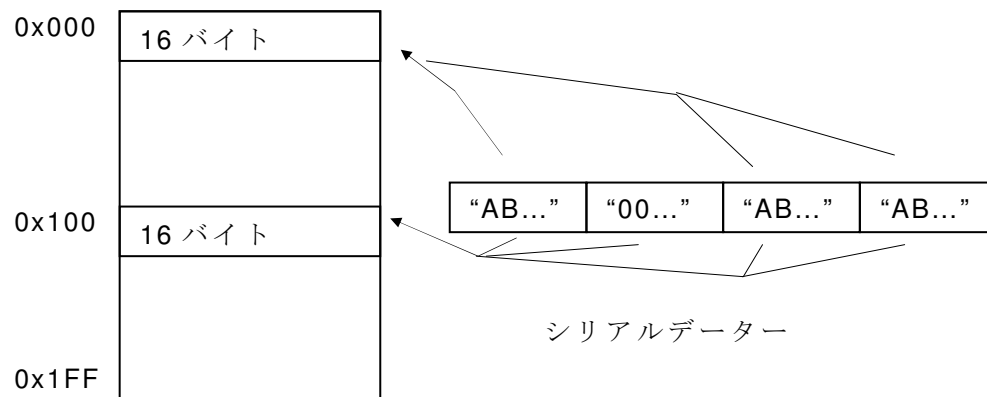 0x000
16 バイト
0x100
16 バイト
0x1FF
“AB...” “00...” “AB...” “AB...”
シリアルデーター